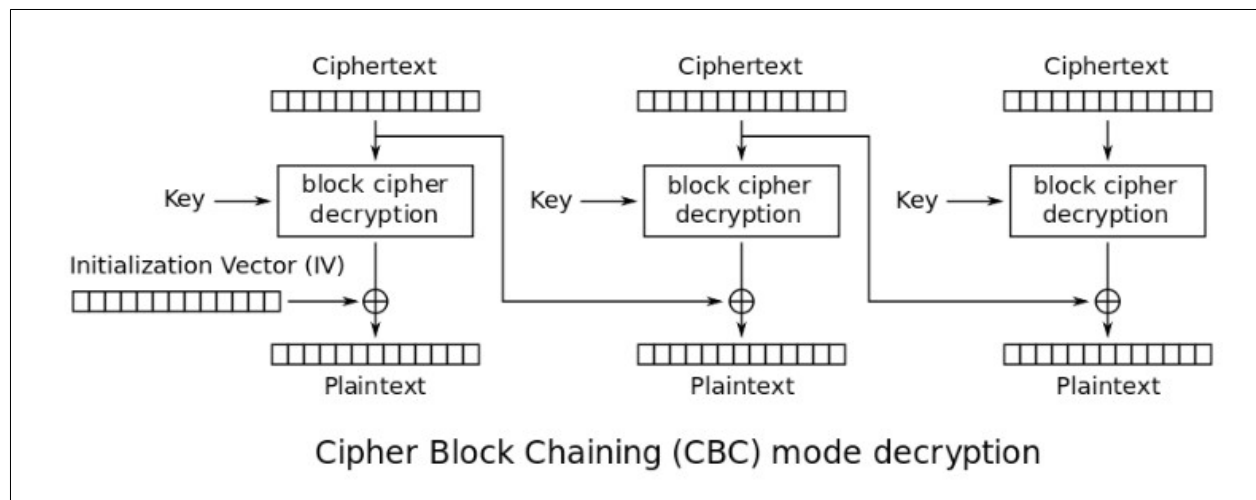 Ciphertext
Ciphertext
Ciphertext
Key
block cipher
decryption
Key
block cipher
decryption
Key
block cipher
decryption
Initialization Vector (IV)
Plaintext
Plaintext
Plaintext
Cipher Block Chaining (CBC) mode decryption